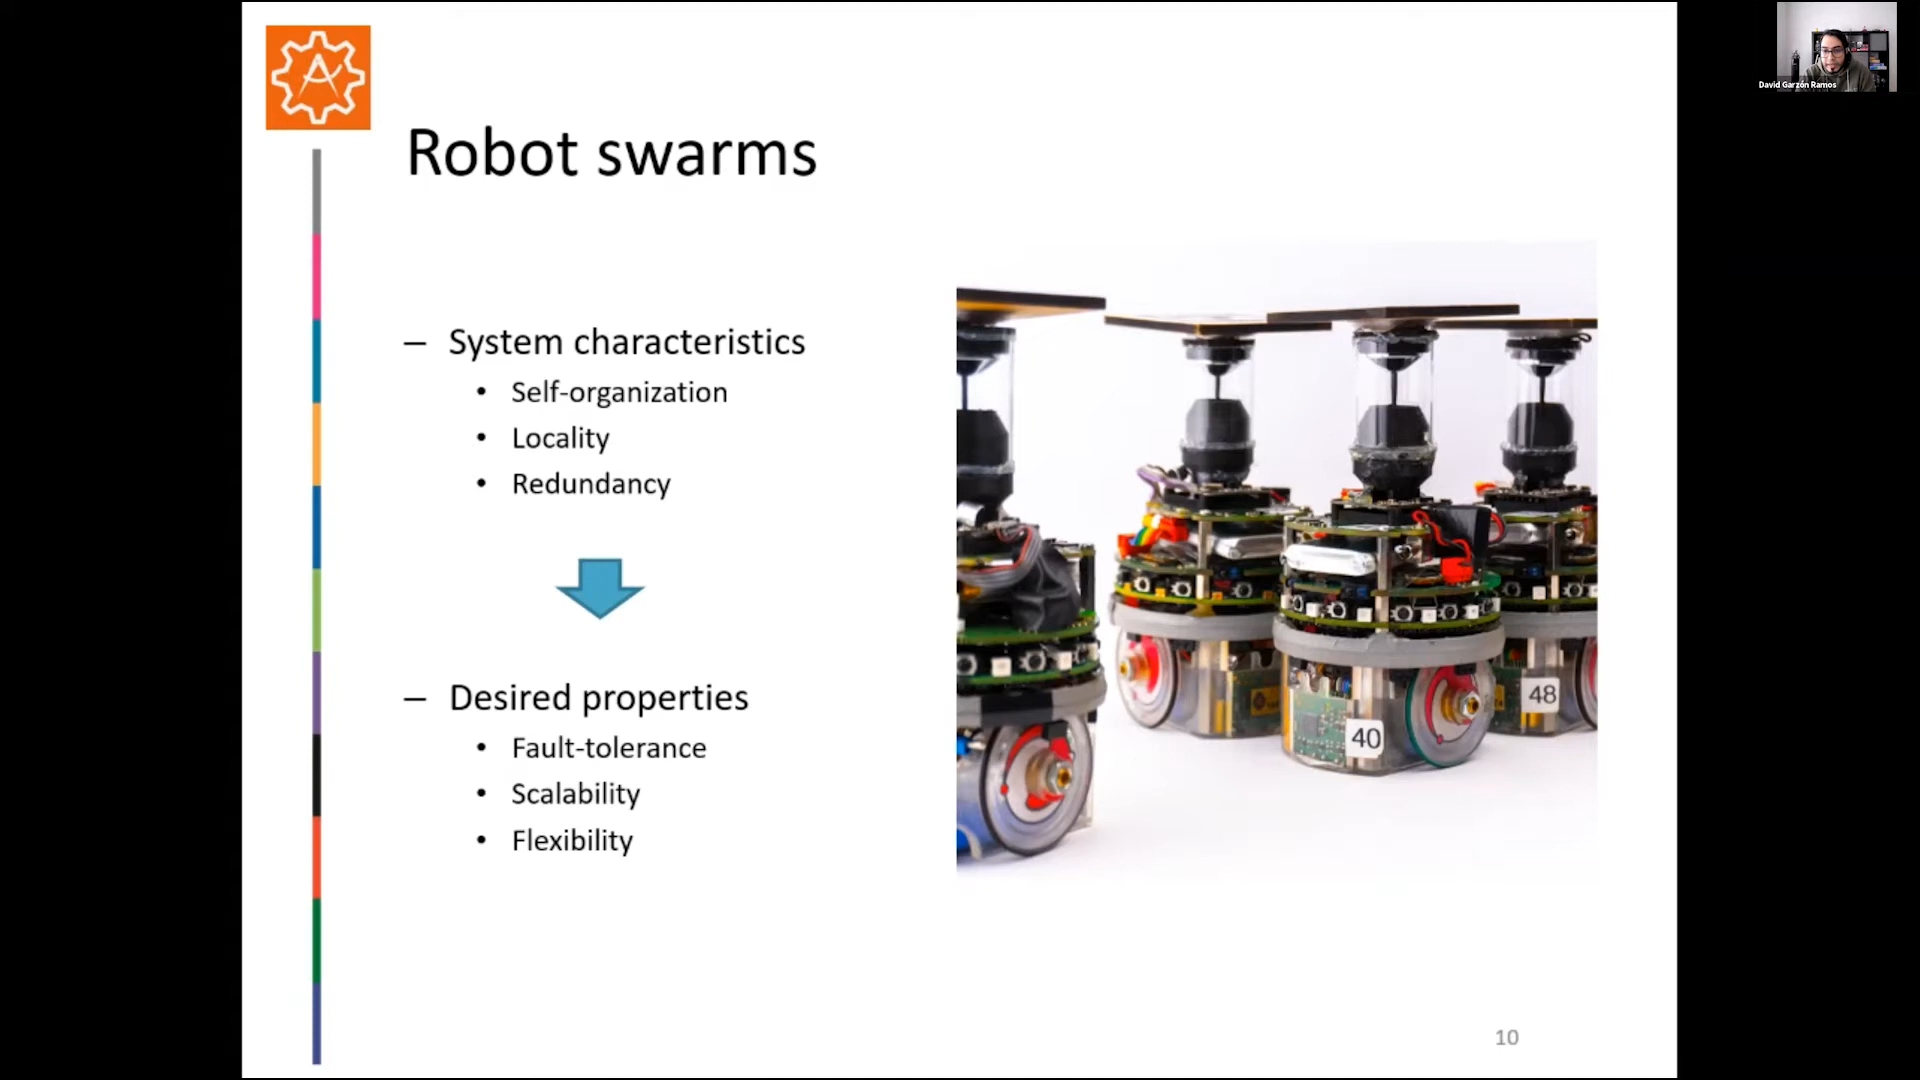 David Garzón Ramos
Robot swarms
– System characteristics
• Self-organization
• Locality
• Redundancy
– Desired properties
• Fault-tolerance
• Scalability
• Flexibility
40
48
10